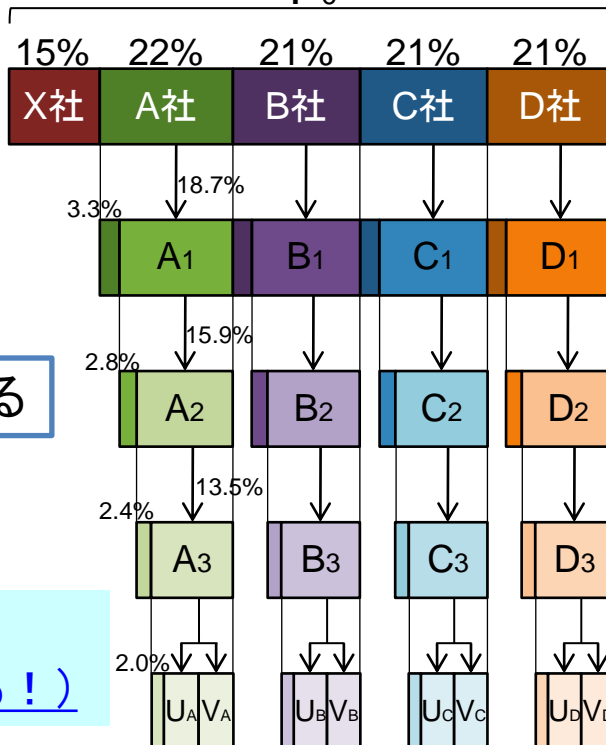 15% 22% 21% 21% 21%
X社 A社 B社 C社 D社
18.7%
3.3%
A1 B1 C1 D1
15.9%
2.8%
る
A2 B2 C2 D2
13.5%
2.4%
A3 B3 C3 D3
2.0%
！）
UA VA UB VB UC VC UD VD